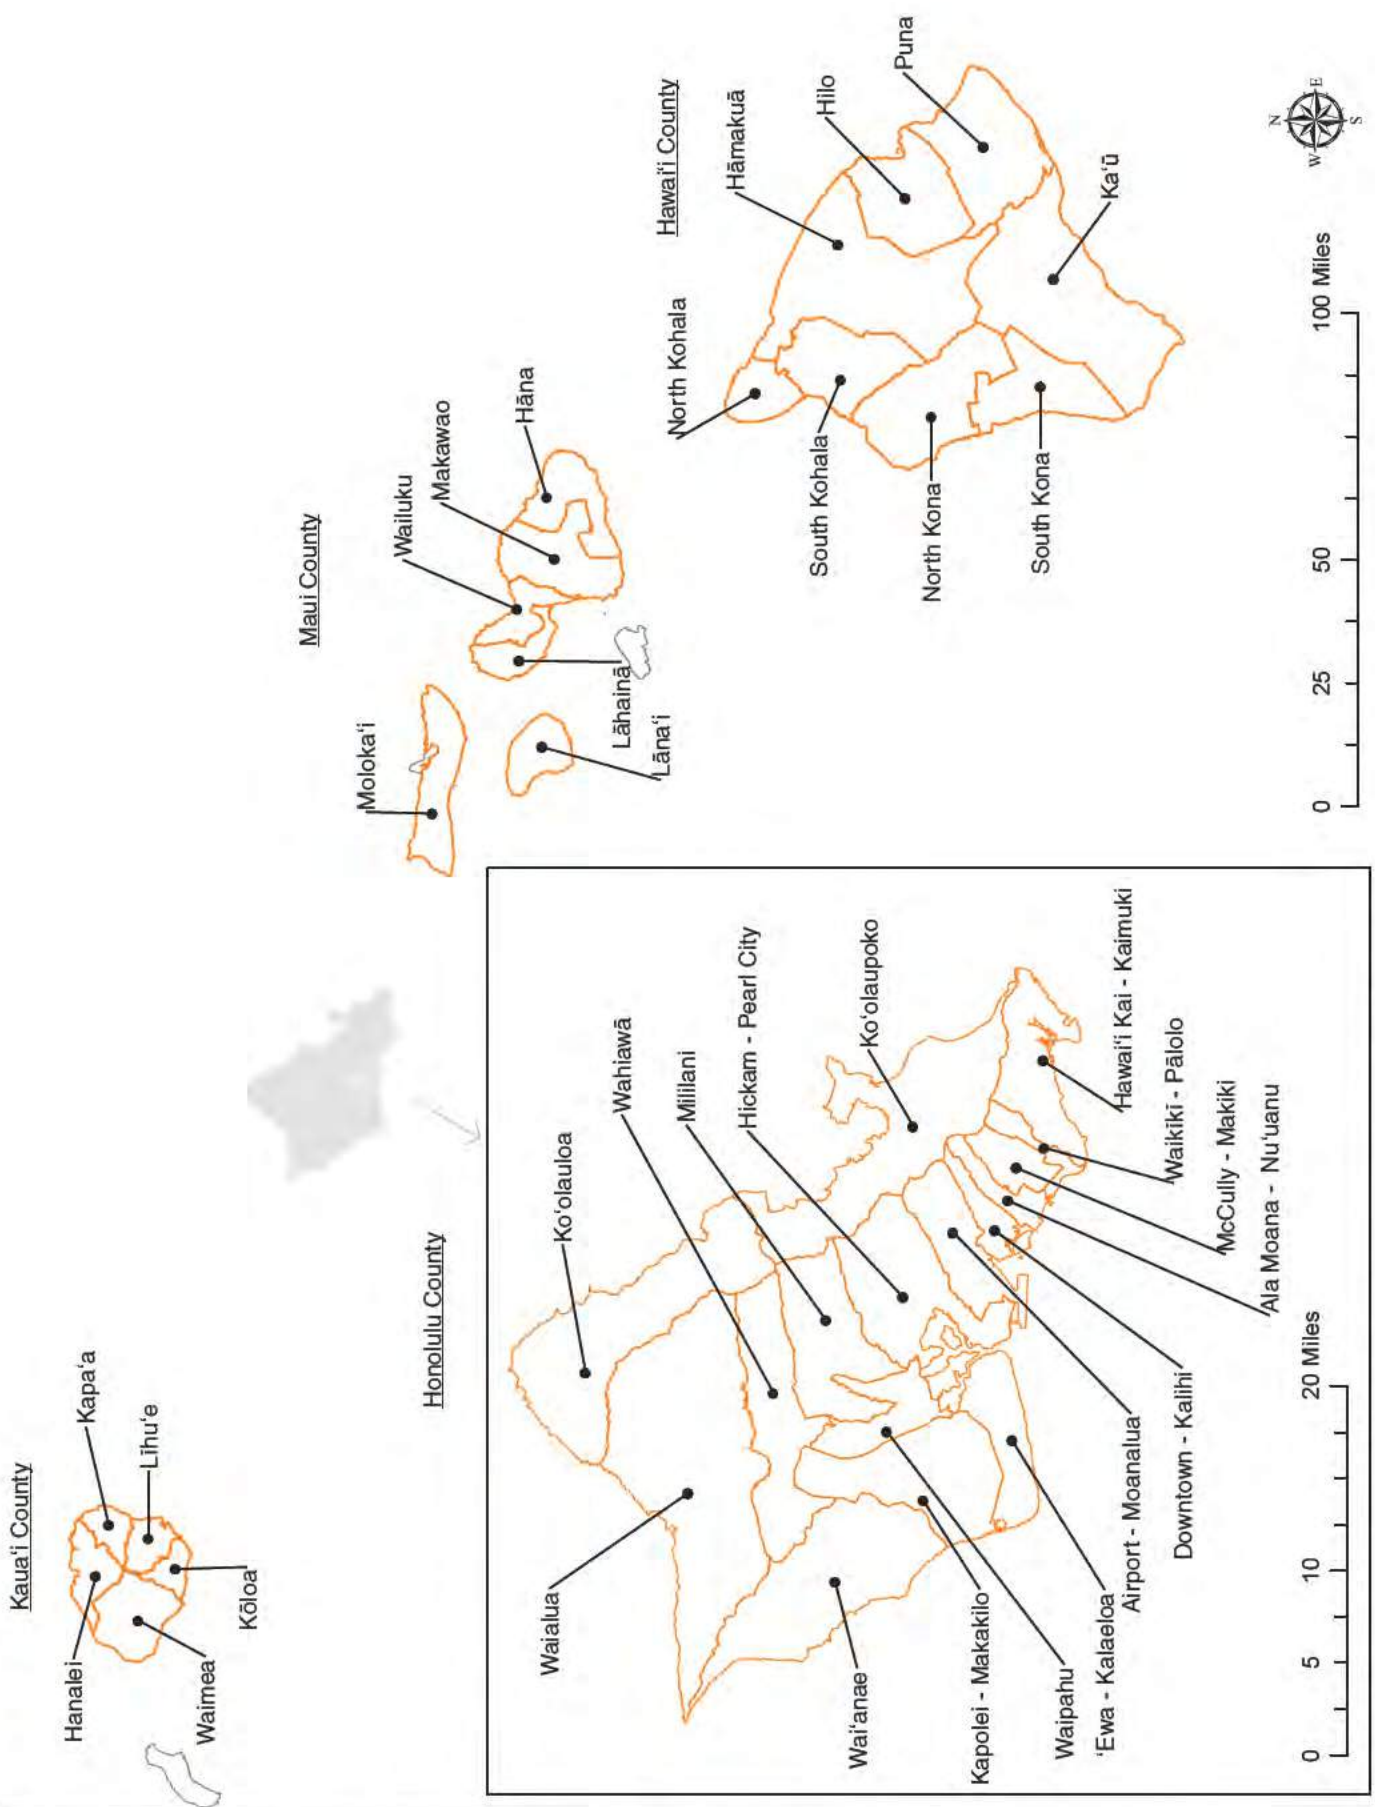 Kaua‘i County
Hanalei
Kapa‘a
Līhu‘e
Waimea
Kōloa
Honolulu County
Ko‘olauloa
Wahiawā
Mililani
Hickam - Pearl City
Ko‘olaupoko
Waialua
Wai‘anae
Kapolei - Makakilo
Waipahu
‘Ewa - Kalaeloa
Airport - Moanalua
Downtown - Kalihi
Ala Moana - Nu‘uanu
McCully - Makiki
Waikiki - Pālolo
Hawai‘i Kai - Kaimuki
0 5 10 20 Miles
Maui County
Moloka‘i
Wailuku
Makawao
Hāna
Lāhainā
Lāna‘i
Hawai‘i County
North Kohala
Hāmakuā
Hilo
Puna
South Kohala
North Kona
South Kona
Ka‘ū
0 25 50 100 Miles
N
W E
S